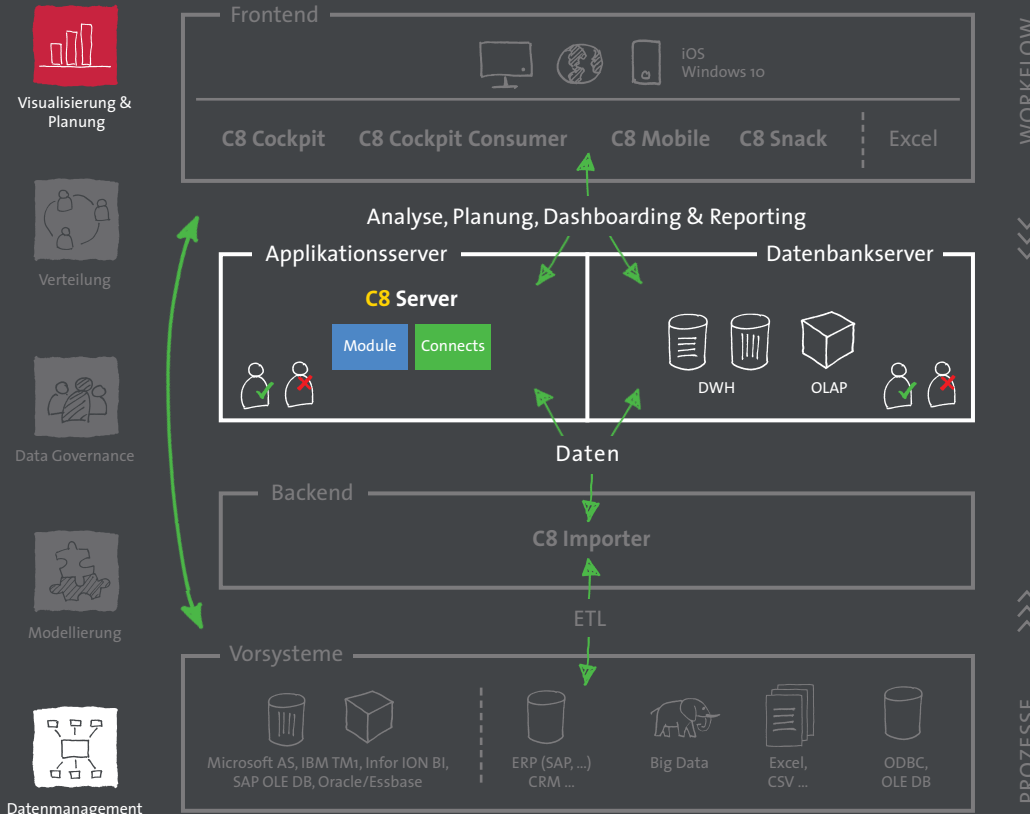 Visualisierung &
Planung
Verteilung
Data Governance
Modellierung
Datenmanagement
Frontend
iOS
Windows 10
C8 Cockpit
C8 Cockpit Consumer
C8 Mobile
C8 Snack
Excel
Analyse, Planung, Dashboarding & Reporting
Applikationsserver
C8 Server
Module
Connects
Datenbankserver
DWH
OLAP
Daten
Backend
C8 Importer
ETL
Vorsysteme
Microsoft AS, IBM TM1, Infor ION BI,
SAP OLE DB, Oracle/Essbase
ERP (SAP, ...)
CRM ...
Big Data
Excel,
CSV ...
ODBC,
OLE DB
WORKFLOW
PROZESSE